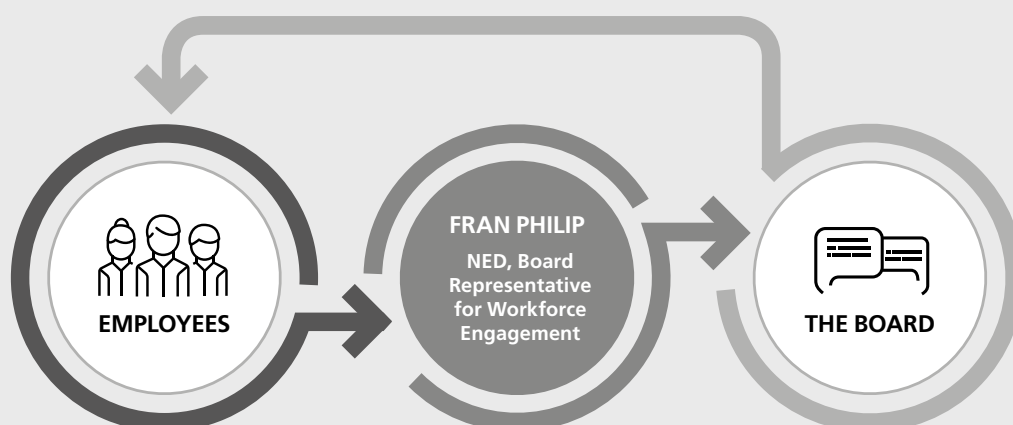 EMPLOYEES
FRAN PHILIP
NED, Board
Representative
for Workforce
Engagement
THE BOARD